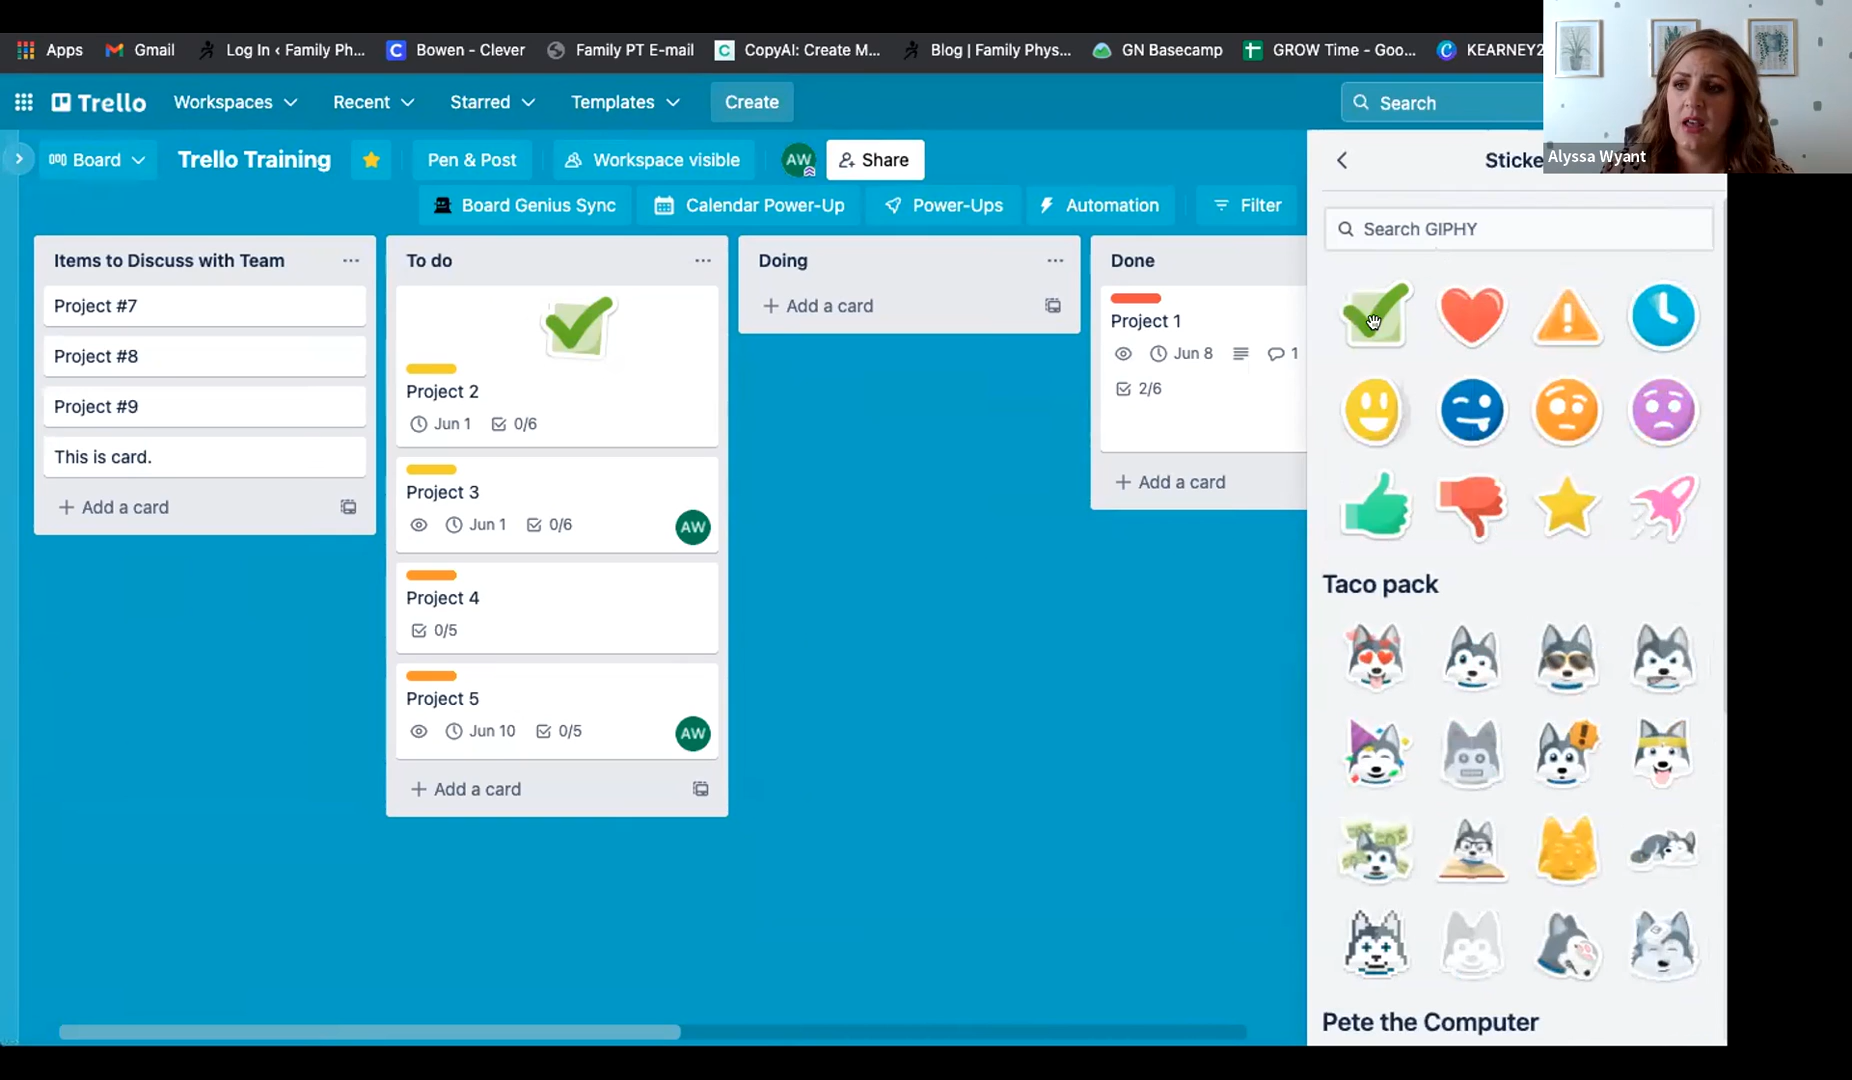 Apps Gmail Log In ‹ Family Ph... Bowen - Clever Family PT E-mail CopyAI: Create M... Blog | Family Phys... GN Basecamp GROW Time - Goo... KEARNEY2
Trello Workspaces Recent Starred Templates Create Search
Alyssa Wyant
Board Trello Training Pen & Post Workspace visible AW Share
Sticke
Board Genius Sync Calendar Power-Up Power-Ups Automation Filter
Search GIPHY
Items to Discuss with Team
Project #7
Project #8
Project #9
This is card.
+ Add a card
To do
Project 2
Jun 1 0/6
Project 3
Jun 1 0/6 AW
Project 4
0/5
Project 5
Jun 10 0/5 AW
+ Add a card
Doing
+ Add a card
Done
Project 1
Jun 8 1
2/6
+ Add a card
Taco pack
Pete the Computer